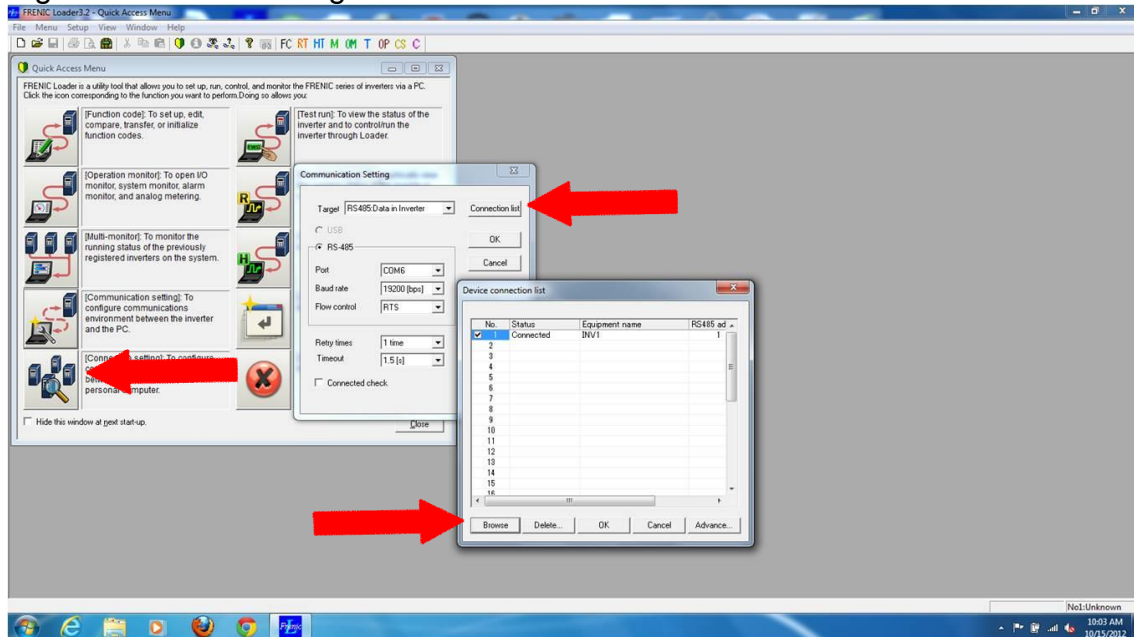 FRENIC Loader3.2 - Quick Access Menu
File Menu Setup View Window Help
FC RT HT M OM T OP CS C
Quick Access Menu
FRENIC Loader is a utility tool that allows you to set up, run, control, and monitor the FRENIC series of inverters via a PC.
Click the icon corresponding to the function you want to perform.Doing so allows you:
[Function code]: To set up, edit,
compare, transfer, or initialize
function codes.
[Test run]: To view the status of the
inverter and to control/run the
inverter through Loader.
[Operation monitor]: To open I/O
monitor, system monitor, alarm
monitor, and analog metering.
[Multi-monitor]: To monitor the
running status of the previously
registered inverters on the system.
[Communication setting]: To
configure communications
environment between the inverter
and the PC.
[Connection setting]: To configure
personal computer.
Hide this window at next start-up.
Close
Communication Setting
Target RS485:Data in Inverter
Connection list
USB
RS-485
OK
Port COM6
Cancel
Baud rate 19200 [bps]
Flow control RTS
Retry times 1 time
Timeout 1.5 [s]
Connected check
Device connection list
No. Status Equipment name RS485 ad
1 Connected INV1 1
2
3
4
5
6
7
8
9
10
11
12
13
14
15
16
Browse Delete... OK Cancel Advance...
No1:Unknown
Frenic
10:03 AM
10/15/2012